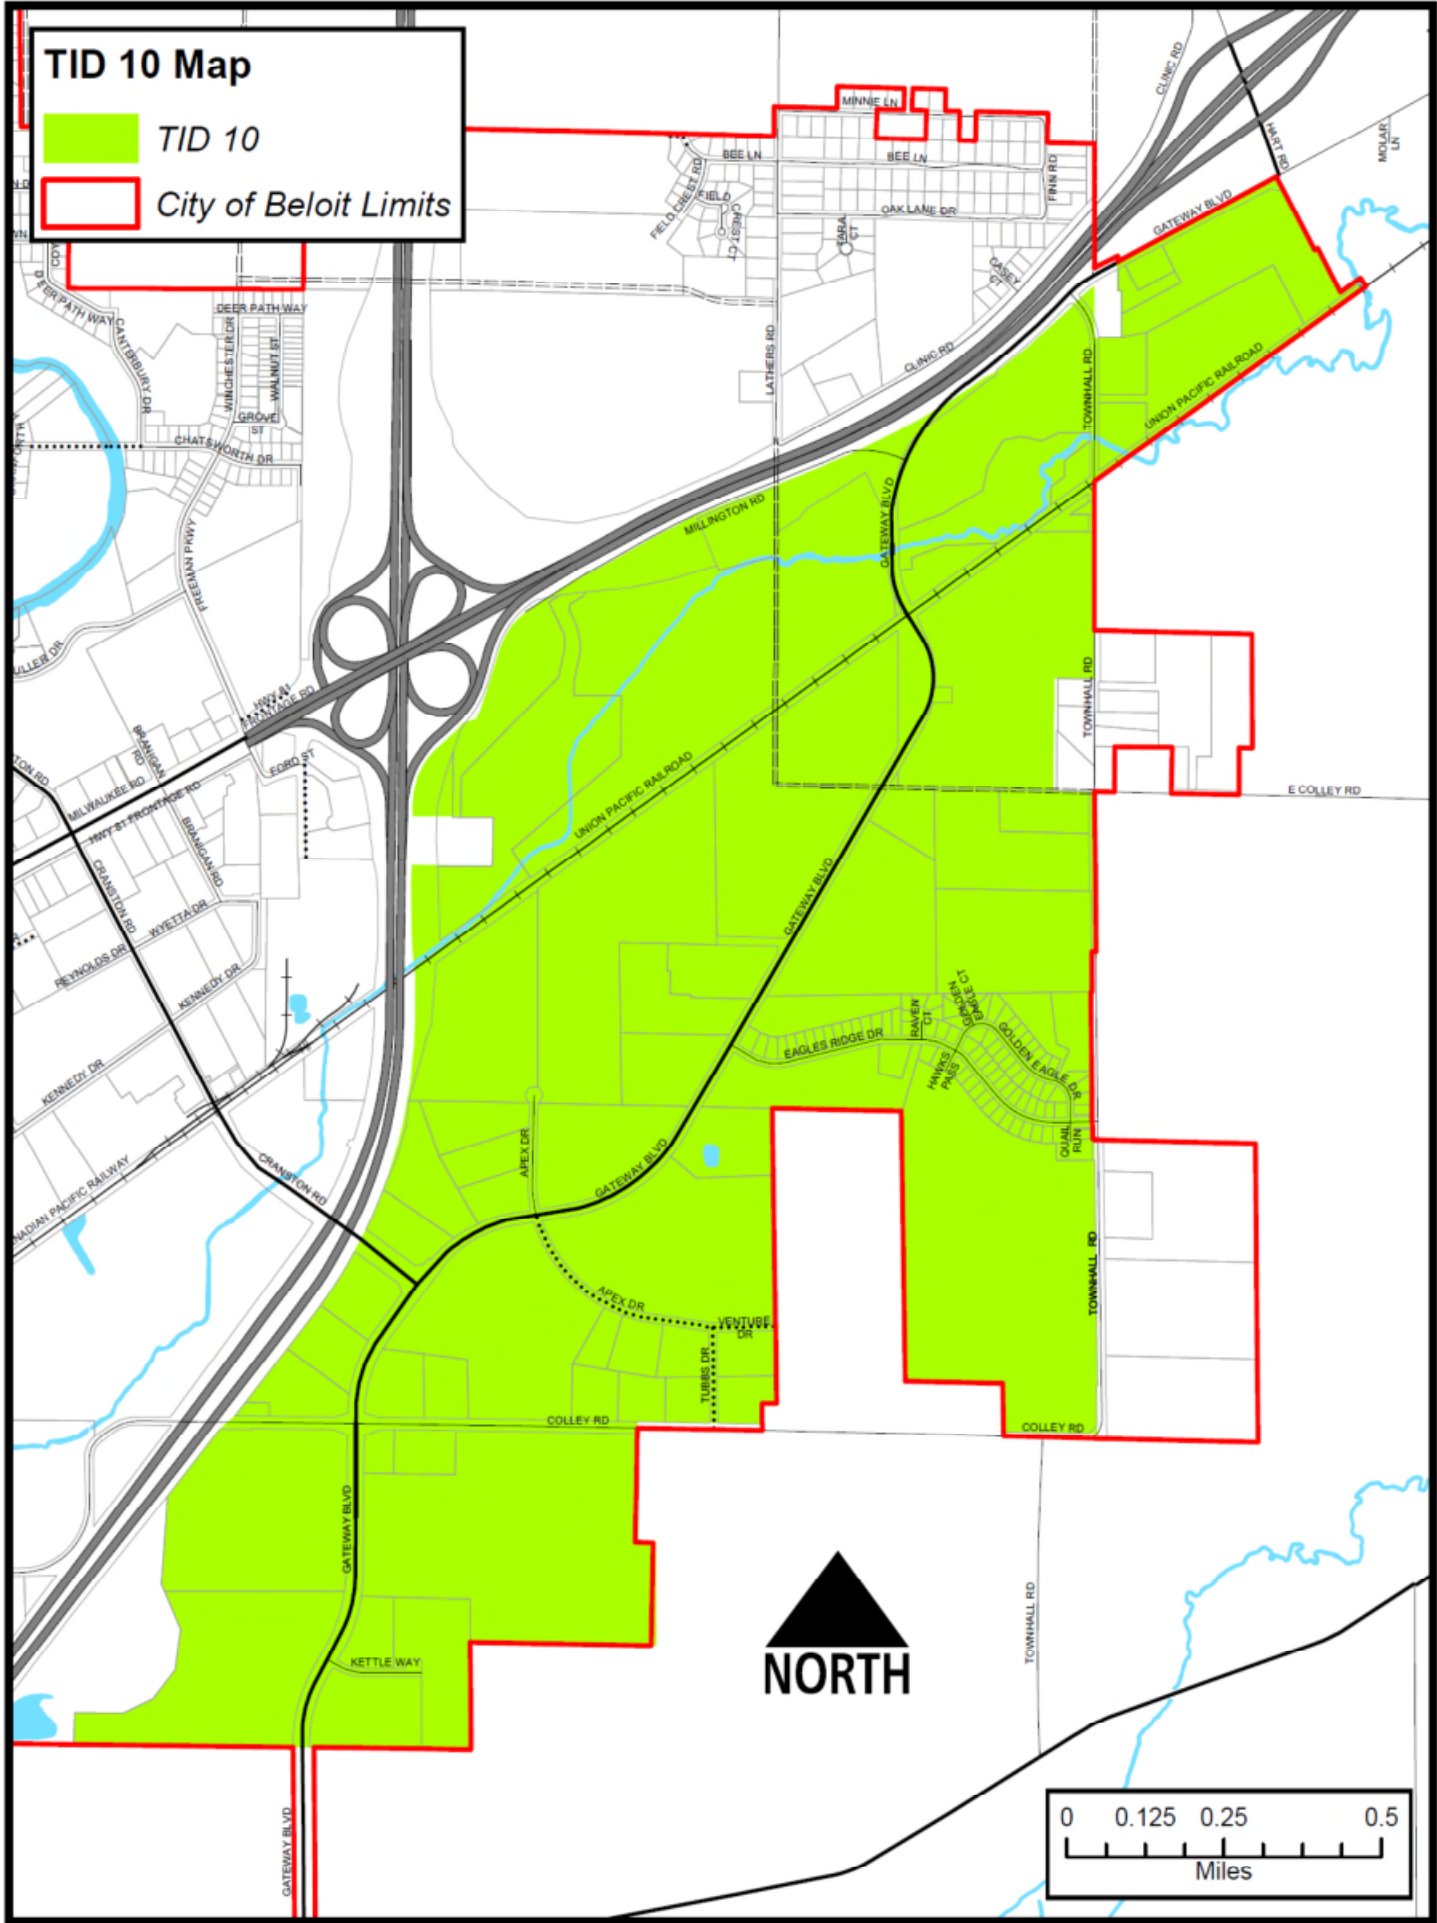 TID 10 Map
TID 10
City of Beloit Limits
MINNIE LN
CLINIC RD
HART RD
MOLAR LN
BEE LN
BEE LN
FINN RD
FIELD CREST RD
FIELD CREST CT
OAK LANE DR
TARA CT
CASEY CT
GATEWAY BLVD
DEER PATH WAY
DEER PATH WAY
CANTERBURY DR
WINCHESTER DR
WALNUT ST
GROVE ST
CHATSWORTH DR
LATHERS RD
CLINIC RD
TOWNHALL RD
UNION PACIFIC RAILROAD
MILLINGTON RD
GATEWAY BLVD
FREEMAN PKWY
ULLER DR
HWY 81
FRONTAGE RD
TOWNHALL RD
BRANIGAN RD
FORD ST
TON RD
MILWAUKEE RD
HWY 81 FRONTAGE RD
BRANIGAN RD
UNION PACIFIC RAILROAD
E COLLEY RD
CRANSTON RD
WYETTA DR
REYNOLDS DR
KENNEDY DR
GATEWAY BLVD
KENNEDY DR
EAGLES RIDGE DR
RAVEN CT
GOLDEN EAGLE CT
GOLDEN EAGLE DR
HAWKS PASS
QUAIL RUN
NADIAN PACIFIC RAILWAY
CRANSTON RD
APEX DR
GATEWAY BLVD
APEX DR
VENTURE DR
TUBBS DR
TOWNHALL RD
COLLEY RD
COLLEY RD
GATEWAY BLVD
TOWNHALL RD
KETTLE WAY
NORTH
GATEWAY BLVD
0 0.125 0.25 0.5
Miles